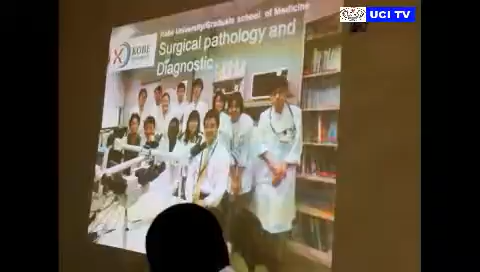 UCI TV
Kobe University/Graduate school of Medicine
Surgical pathology and
Diagnostic
KOBE